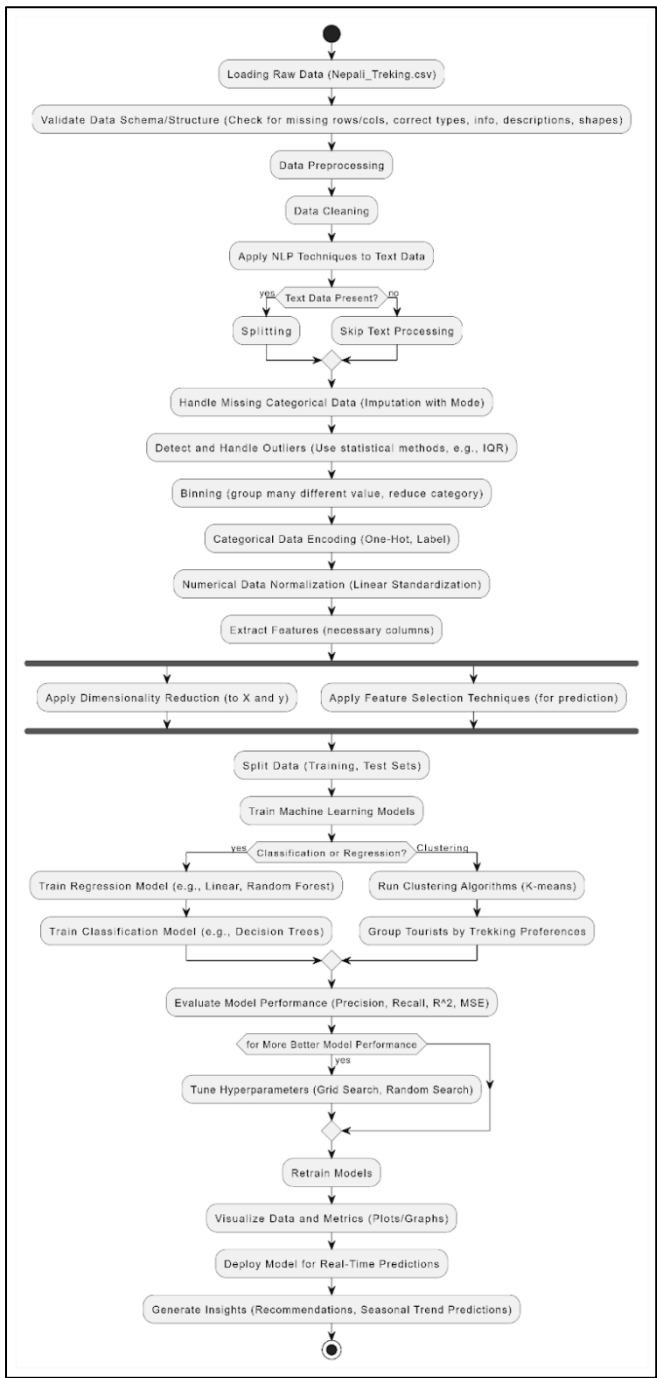 Loading Raw Data (Nepali_Treking.csv)
Validate Data Schema/Structure (Check for missing rows/cols, correct types, info, descriptions, shapes)
Data Preprocessing
Data Cleaning
Apply NLP Techniques to Text Data
yes
Text Data Present?
no
Splitting
Skip Text Processing
Handle Missing Categorical Data (Imputation with Mode)
Detect and Handle Outliers (Use statistical methods, e.g., IQR)
Binning (group many different value, reduce category)
Categorical Data Encoding (One-Hot, Label)
Numerical Data Normalization (Linear Standardization)
Extract Features (necessary columns)
Apply Dimensionality Reduction (to X and y)
Apply Feature Selection Techniques (for prediction)
Split Data (Training, Test Sets)
Train Machine Learning Models
yes
Classification or Regression?
Clustering
Train Regression Model (e.g., Linear, Random Forest)
Run Clustering Algorithms (K-means)
Train Classification Model (e.g., Decision Trees)
Group Tourists by Trekking Preferences
Evaluate Model Performance (Precision, Recall, R^2, MSE)
for More Better Model Performance
yes
Tune Hyperparameters (Grid Search, Random Search)
Retrain Models
Visualize Data and Metrics (Plots/Graphs)
Deploy Model for Real-Time Predictions
Generate Insights (Recommendations, Seasonal Trend Predictions)